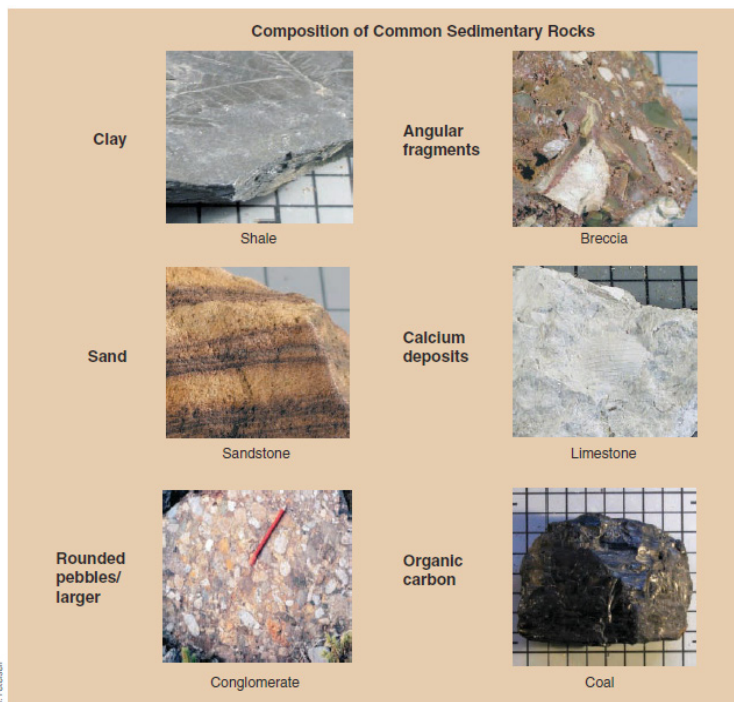 Composition of Common Sedimentary Rocks
Clay
Shale
Angular
fragments
Breccia
Sand
Sandstone
Calcium
deposits
Limestone
Rounded
pebbles/
larger
Conglomerate
Organic
carbon
Coal